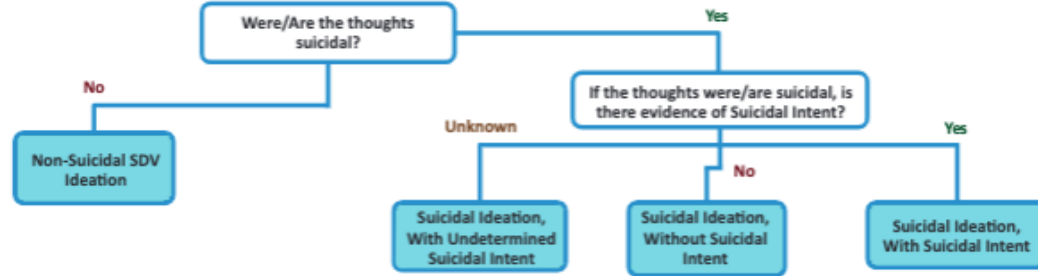 Were/Are the thoughts
suicidal?
Yes
No
If the thoughts were/are suicidal, is
there evidence of Suicidal Intent?
Unknown
Yes
No
Non-Suicidal SDV
Ideation
Suicidal Ideation,
With Undetermined
Suicidal Intent
Suicidal Ideation,
Without Suicidal
Intent
Suicidal Ideation,
With Suicidal Intent